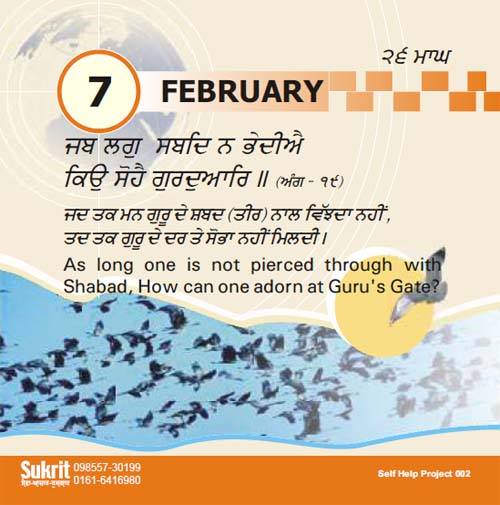 ੨੬ ਮਾਘ
7 FEBRUARY
ਜਬ ਲਗੁ ਸਬਦਿ ਨ ਭੇਦੀਐ
ਕਿਉ ਸੋਹੈ ਗੁਰਦੁਆਰਿ ॥ (ਅੰਗ - ੧੯)
ਜਦ ਤਕ ਮਨ ਗੁਰੂ ਦੇ ਸ਼ਬਦ (ਤੀਰ) ਨਾਲ ਵਿੰਝਦਾ ਨਹੀਂ,
ਤਦ ਤਕ ਗੁਰੂ ਦੇ ਦਰ ਤੇ ਸੋਭਾ ਨਹੀਂ ਮਿਲਦੀ।
As long one is not pierced through with
Shabad, How can one adorn at Guru's Gate?
Sukrit 098557-30199
0161-6416980
Self Help Project 002